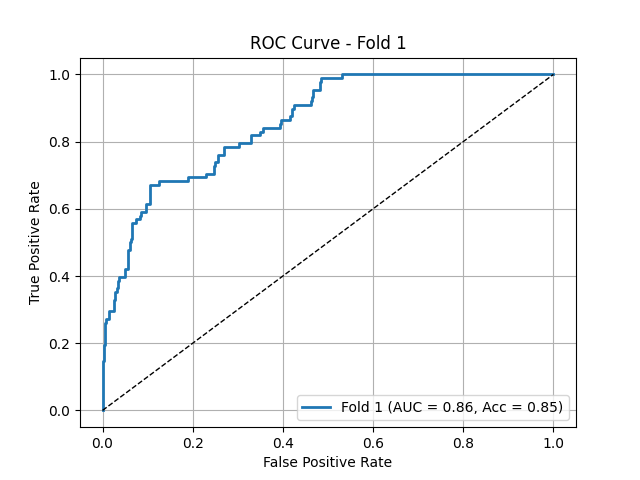 ROC Curve - Fold 1
True Positive Rate
1.0
0.8
0.6
0.4
0.2
0.0
Fold 1 (AUC = 0.86, Acc = 0.85)
0.0 0.2 0.4 0.6 0.8 1.0
False Positive Rate